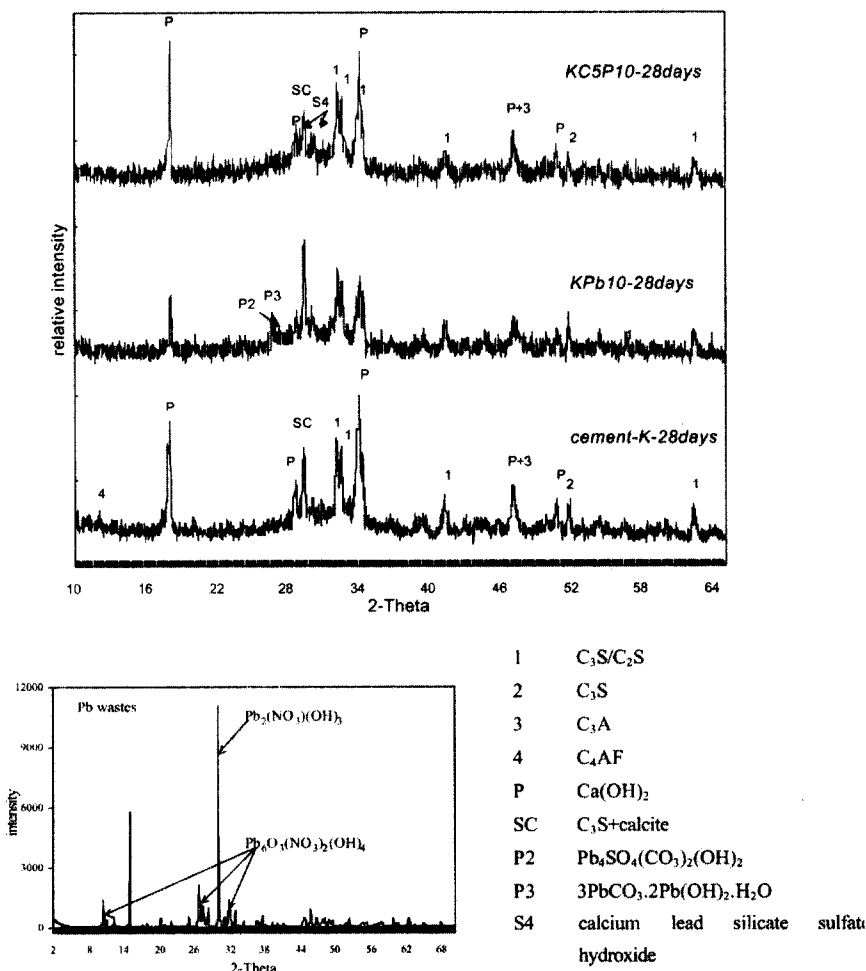 P
P
SC
S4
1
1
P
1
KC5P10-28days
P+3
1
P
2
1
relative intensity
P3
P2
KPb10-28days
P
P
SC
1
1
cement-K-28days
P
4
1
P+3
P
2
1
10 16 22 28 34 40 46 52 58 64
2-Theta
1 C₃S/C₂S
2 C₃S
3 C₃A
4 C₄AF
P Ca(OH)₂
SC C₃S+calcite
P2 Pb₄SO₄(CO₃)₂(OH)₂
P3 3PbCO₃.2Pb(OH)₂.H₂O
S4 calcium lead silicate sulfat
hydroxide
12000
9000
6000
3000
0
intensity
Pb wastes
Pb₂(NO₃)(OH)₃
Pb₆O₃(NO₃)₂(OH)₄
2 8 14 20 26 32 38 44 50 56 62 68
2-Theta